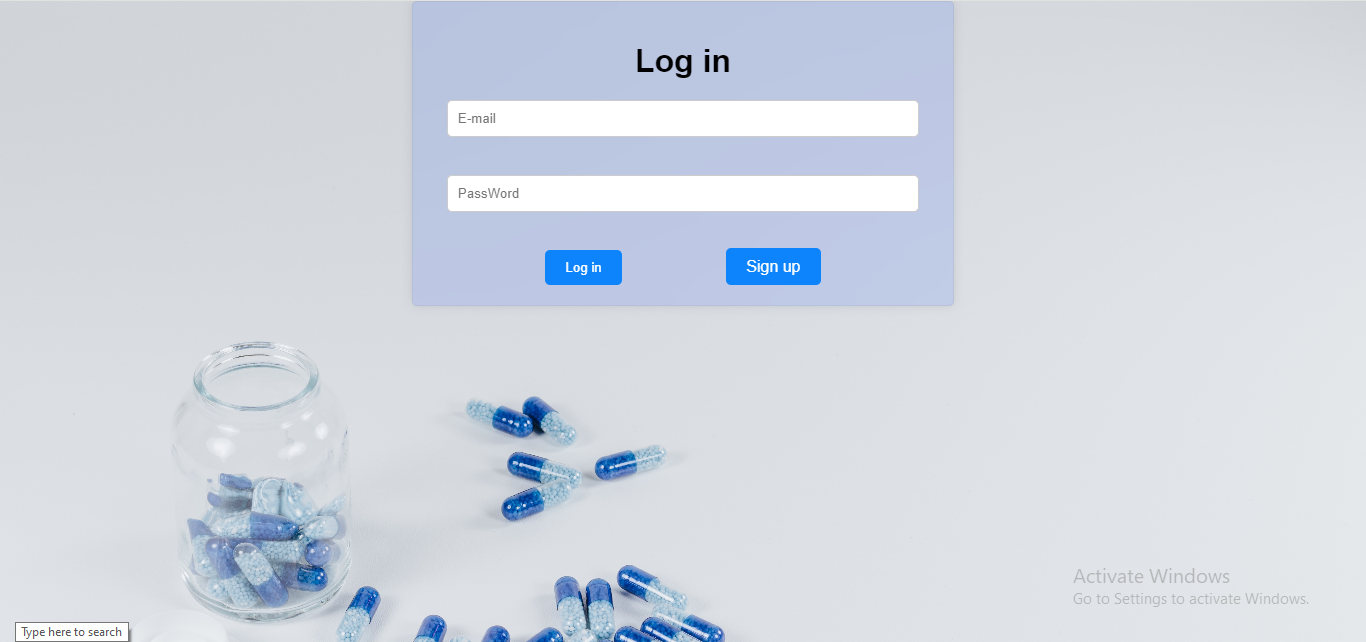 Log in
E-mail
PassWord
Log in
Sign up
Activate Windows
Go to Settings to activate Windows.
Type here to search